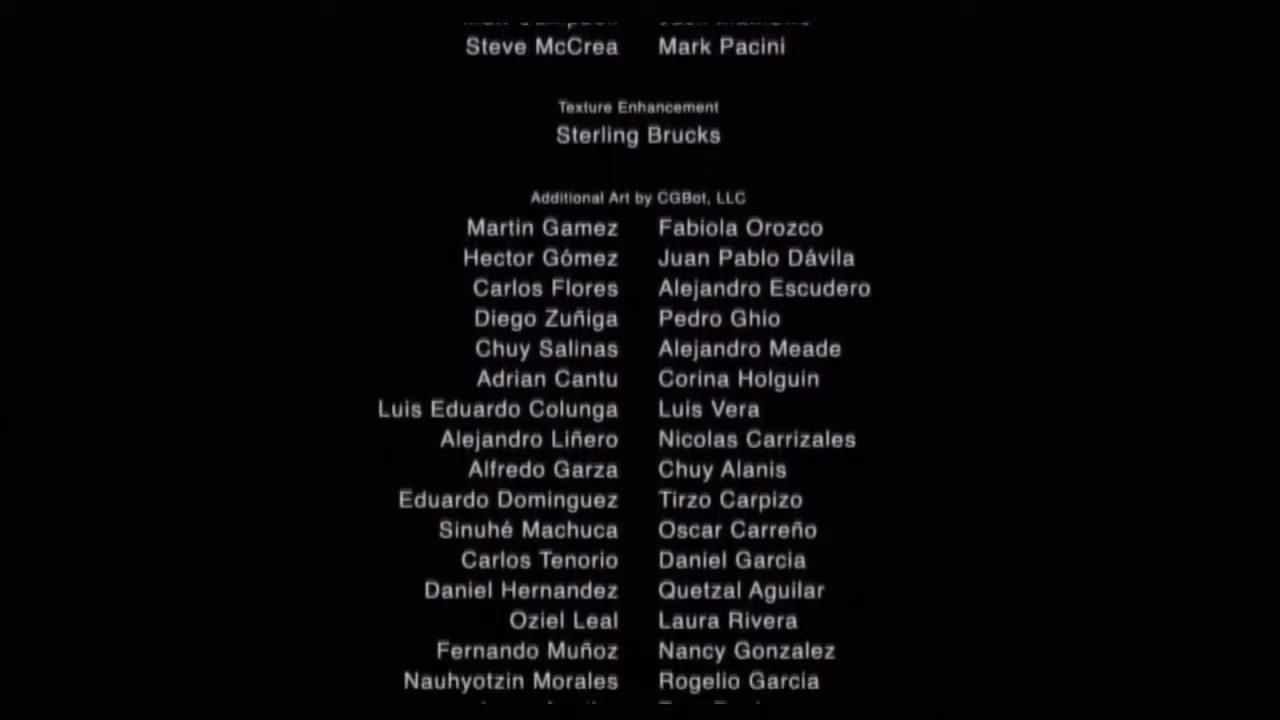 Steve McCrea Mark Pacini
Texture Enhancement
Sterling Brucks
Additional Art by CGBot, LLC
Martin Gamez Fabiola Orozco
Hector Gómez Juan Pablo Dávila
Carlos Flores Alejandro Escudero
Diego Zuñiga Pedro Ghio
Chuy Salinas Alejandro Meade
Adrian Cantu Corina Holguin
Luis Eduardo Colunga Luis Vera
Alejandro Liñero Nicolas Carrizales
Alfredo Garza Chuy Alanis
Eduardo Dominguez Tirzo Carpizo
Sinuhé Machuca Oscar Carreño
Carlos Tenorio Daniel Garcia
Daniel Hernandez Quetzal Aguilar
Oziel Leal Laura Rivera
Fernando Muñoz Nancy Gonzalez
Nauhyotzin Morales Rogelio Garcia